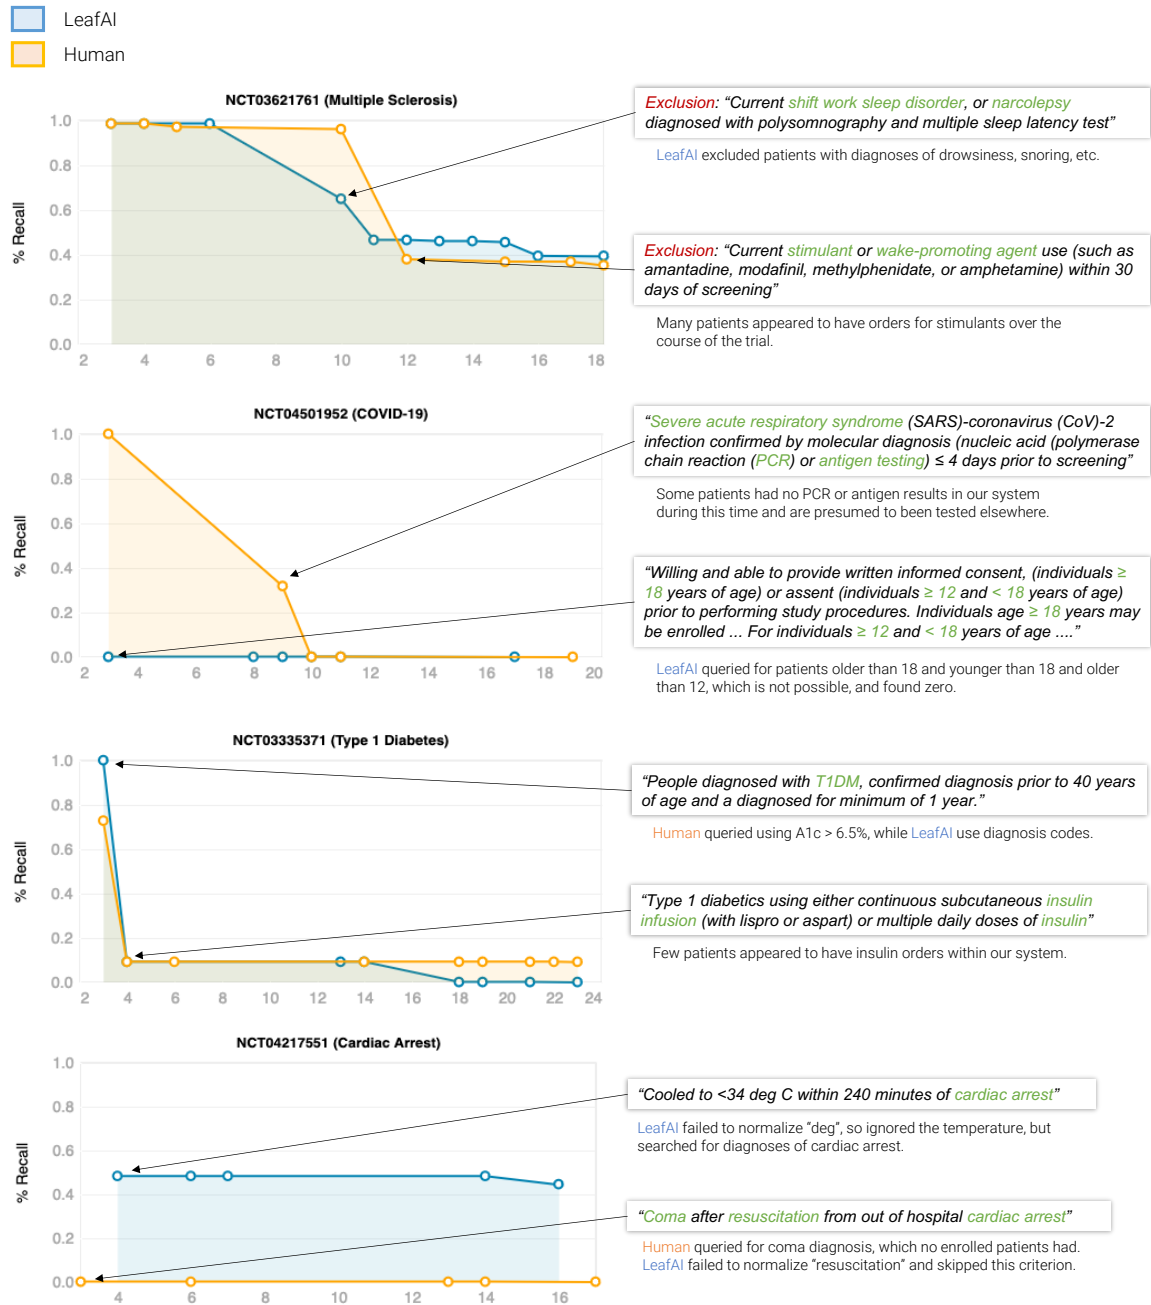 LeafAI
Human
NCT03621761 (Multiple Sclerosis)
% Recall
1.0
0.8
0.6
0.4
0.2
0.0
2 4 6 8 10 12 14 16 18
Exclusion: “Current shift work sleep disorder, or narcolepsy
diagnosed with polysomnography and multiple sleep latency test”
LeafAI excluded patients with diagnoses of drowsiness, snoring, etc.
Exclusion: “Current stimulant or wake-promoting agent use (such as
amantadine, modafinil, methylphenidate, or amphetamine) within 30
days of screening”
Many patients appeared to have orders for stimulants over the
course of the trial.
NCT04501952 (COVID-19)
% Recall
1.0
0.8
0.6
0.4
0.2
0.0
2 4 6 8 10 12 14 16 18 20
“Severe acute respiratory syndrome (SARS)-coronavirus (CoV)-2
infection confirmed by molecular diagnosis (nucleic acid (polymerase
chain reaction (PCR) or antigen testing) ≤ 4 days prior to screening”
Some patients had no PCR or antigen results in our system
during this time and are presumed to been tested elsewhere.
“Willing and able to provide written informed consent, (individuals ≥
18 years of age) or assent (individuals ≥ 12 and < 18 years of age)
prior to performing study procedures. Individuals age ≥ 18 years may
be enrolled ... For individuals ≥ 12 and < 18 years of age ....”
LeafAI queried for patients older than 18 and younger than 18 and older
than 12, which is not possible, and found zero.
NCT03335371 (Type 1 Diabetes)
% Recall
1.0
0.8
0.6
0.4
0.2
0.0
2 4 6 8 10 12 14 16 18 20 22 24
“People diagnosed with T1DM, confirmed diagnosis prior to 40 years
of age and a diagnosed for minimum of 1 year.”
Human queried using A1c > 6.5%, while LeafAI use diagnosis codes.
“Type 1 diabetics using either continuous subcutaneous insulin
infusion (with lispro or aspart) or multiple daily doses of insulin”
Few patients appeared to have insulin orders within our system.
NCT04217551 (Cardiac Arrest)
% Recall
1.0
0.8
0.6
0.4
0.2
0.0
4 6 8 10 12 14 16
“Cooled to <34 deg C within 240 minutes of cardiac arrest”
LeafAI failed to normalize “deg”, so ignored the temperature, but
searched for diagnoses of cardiac arrest.
“Coma after resuscitation from out of hospital cardiac arrest”
Human queried for coma diagnosis, which no enrolled patients had.
LeafAI failed to normalize “resuscitation” and skipped this criterion.